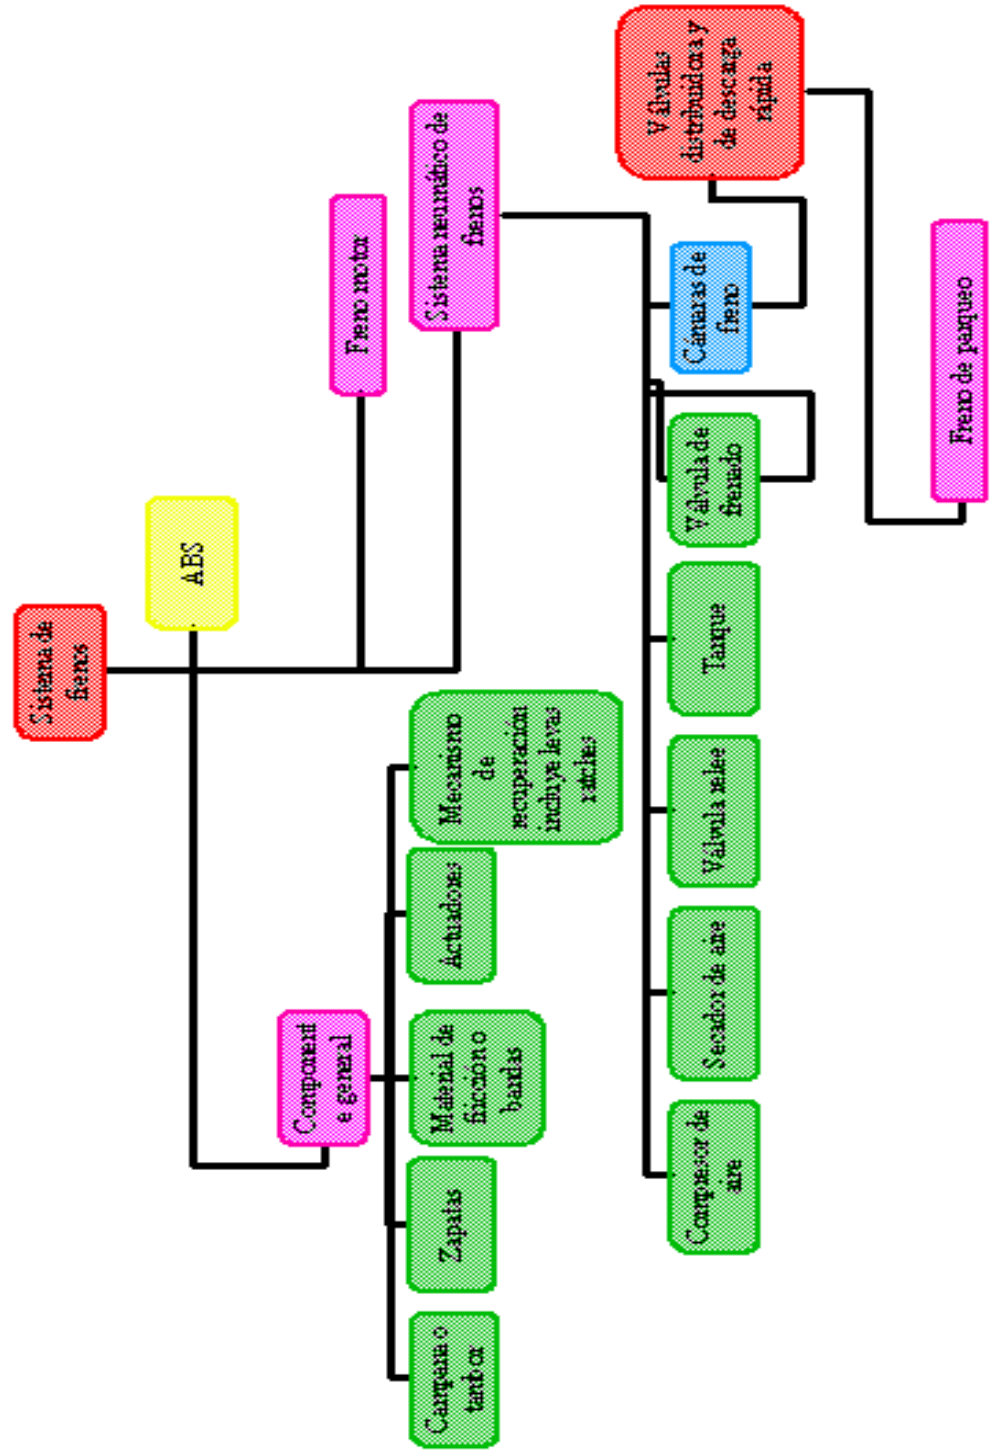 Sistema de
frenos
ABS
Freno motor
Sistema neumático de
frenos
Component
e general
Campana o
tambor
Zapatas
Material de
fricción o
bandas
Actuadores
Mecanismo
de
recuperación
incluye levas
ratches
Compresor de
aire
Secador de aire
Válvula relee
Tanque
Válvula de
frenado
Cámaras de
freno
Válvulas
distribuidora y
de descarga
rápida
Freno de parqueo